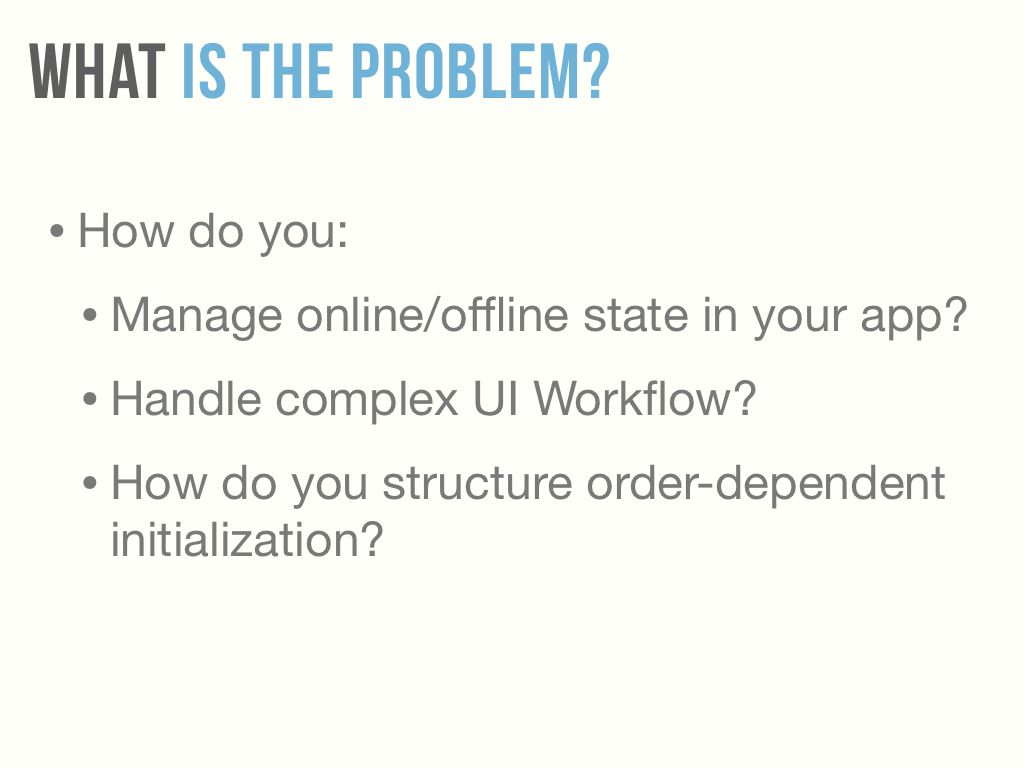 WHAT IS THE PROBLEM?
• How do you:
• Manage online/offline state in your app?
• Handle complex UI Workflow?
• How do you structure order-dependent
initialization?